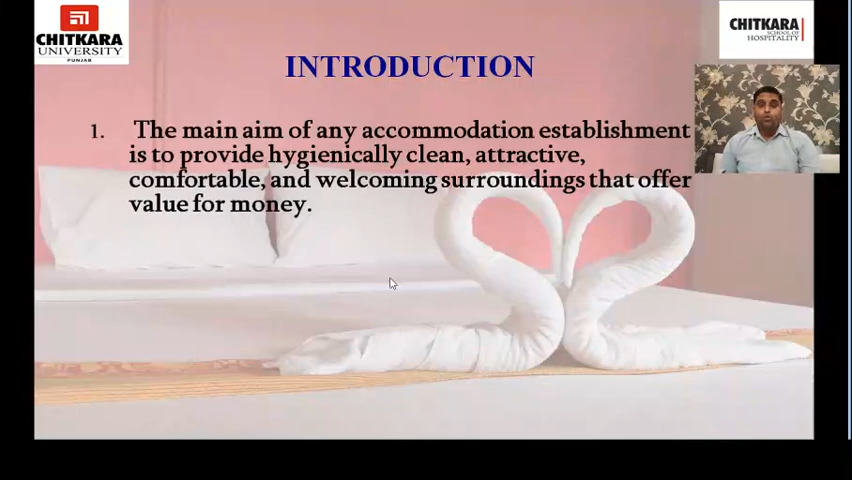 CHITKARA
UNIVERSITY
PUNJAB
CHITKARA
SCHOOL OF
HOSPITALITY
INTRODUCTION
1. The main aim of any accommodation establishment
is to provide hygienically clean, attractive,
comfortable, and welcoming surroundings that offer
value for money.